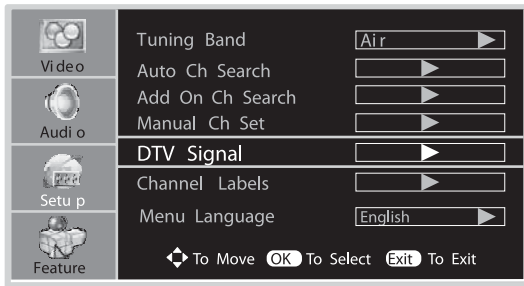 Video
Audio
Setup
Feature
Tuning Band Air
Auto Ch Search
Add On Ch Search
Manual Ch Set
DTV Signal
Channel Labels
Menu Language English
To Move OK To Select Exit To Exit